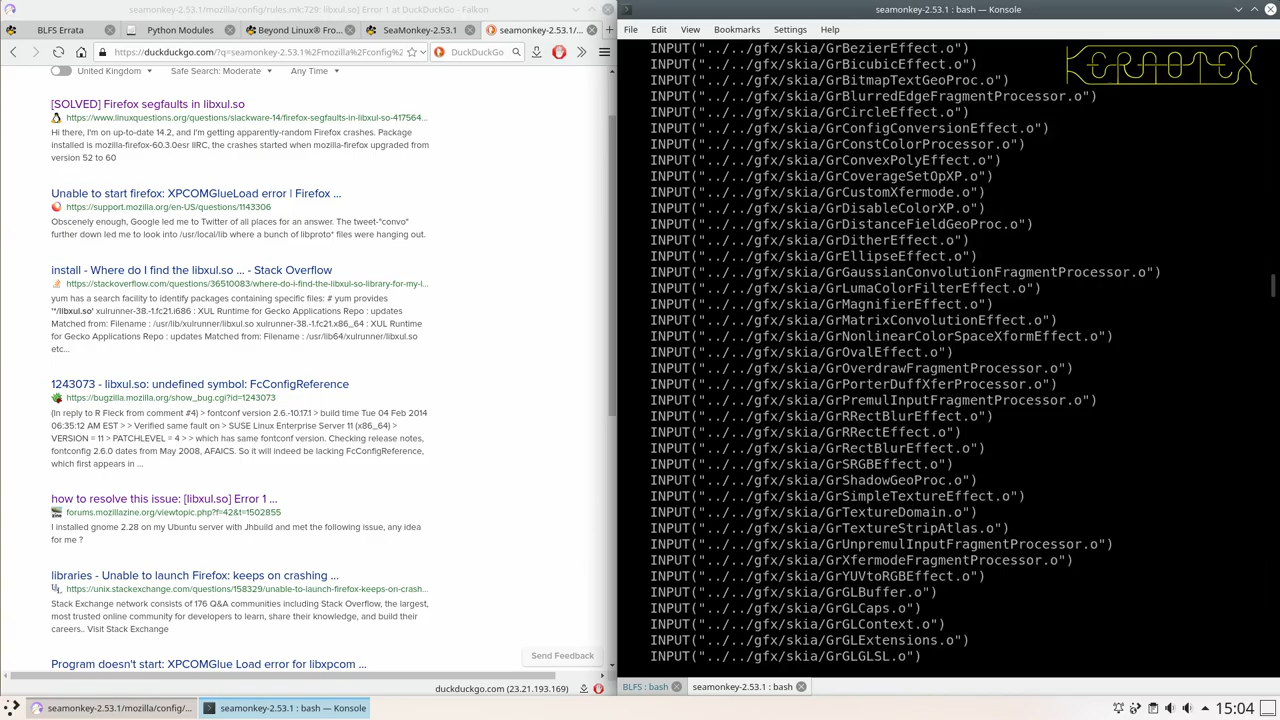 seamonkey-2.53.1/mozilla/config/rules.mk:729: libxul.so] Error 1 at DuckDuckGo - Falkon
BLFS Errata
Python Modules
Beyond Linux® Fro...
SeaMonkey-2.53.1
seamonkey-2.53.1/...
https://duckduckgo.com/?q=seamonkey-2.53.1%2Fmozilla%2Fconfig%2
DuckDuckGo
United Kingdom
Safe Search: Moderate
Any Time
[SOLVED] Firefox segfaults in libxul.so
https://www.linuxquestions.org/questions/slackware-14/firefox-segfaults-in-libxul-so-417564...
Hi there, I'm on up-to-date 14.2, and I'm getting apparently-random Firefox crashes. Package
installed is mozilla-firefox-60.3.0esr IIRC, the crashes started when mozilla-firefox upgraded from
version 52 to 60
Unable to start firefox: XPCOMGlueLoad error | Firefox ...
https://support.mozilla.org/en-US/questions/1143306
Obscenely enough, Google led me to Twitter of all places for an answer. The tweet-"convo"
further down led me to look into /usr/local/lib where a bunch of libproto* files were hanging out.
install - Where do I find the libxul.so ... - Stack Overflow
https://stackoverflow.com/questions/36510083/where-do-i-find-the-libxul-so-library-for-my-l...
yum has a search facility to identify packages containing specific files: # yum provides
'*/libxul.so' xulrunner-38.-1.fc21.i686 : XUL Runtime for Gecko Applications Repo : updates
Matched from: Filename : /usr/lib/xulrunner/libxul.so xulrunner-38.-1.fc21.x86_64 : XUL Runtime
for Gecko Applications Repo : updates Matched from: Filename : /usr/lib64/xulrunner/libxul.so
etc...
1243073 - libxul.so: undefined symbol: FcConfigReference
https://bugzilla.mozilla.org/show_bug.cgi?id=1243073
(In reply to R Fleck from comment #4) > fontconf version 2.6.-10.17.1 > build time Tue 04 Feb 2014
06:35:12 AM EST > > Verified same fault on > SUSE Linux Enterprise Server 11 (x86_64) >
VERSION = 11 > PATCHLEVEL = 4 > > which has same fontconf version. Checking release notes,
fontconfig 2.6.0 dates from May 2008, AFAICS. So it will indeed be lacking FcConfigReference,
which first appears in ...
how to resolve this issue: [libxul.so] Error 1 ...
forums.mozillazine.org/viewtopic.php?f=42&t=1502855
I installed gnome 2.28 on my Ubuntu server with Jhbuild and met the following issue, any idea
for me ?
libraries - Unable to launch Firefox: keeps on crashing ...
https://unix.stackexchange.com/questions/158329/unable-to-launch-firefox-keeps-on-crash...
Stack Exchange network consists of 176 Q&A communities including Stack Overflow, the largest,
most trusted online community for developers to learn, share their knowledge, and build their
careers.. Visit Stack Exchange
Program doesn't start: XPCOMGlue Load error for libxpcom ...
Send Feedback
duckduckgo.com (23.21.193.169)
seamonkey-2.53.1 : bash — Konsole
File Edit View Bookmarks Settings Help
KERAOTEX
INPUT("../../gfx/skia/GrBezierEffect.o")
INPUT("../../gfx/skia/GrBicubicEffect.o")
INPUT("../../gfx/skia/GrBitmapTextGeoProc.o")
INPUT("../../gfx/skia/GrBlurredEdgeFragmentProcessor.o")
INPUT("../../gfx/skia/GrCircleEffect.o")
INPUT("../../gfx/skia/GrConfigConversionEffect.o")
INPUT("../../gfx/skia/GrConstColorProcessor.o")
INPUT("../../gfx/skia/GrConvexPolyEffect.o")
INPUT("../../gfx/skia/GrCoverageSetOpXP.o")
INPUT("../../gfx/skia/GrCustomXfermode.o")
INPUT("../../gfx/skia/GrDisableColorXP.o")
INPUT("../../gfx/skia/GrDistanceFieldGeoProc.o")
INPUT("../../gfx/skia/GrDitherEffect.o")
INPUT("../../gfx/skia/GrEllipseEffect.o")
INPUT("../../gfx/skia/GrGaussianConvolutionFragmentProcessor.o")
INPUT("../../gfx/skia/GrLumaColorFilterEffect.o")
INPUT("../../gfx/skia/GrMagnifierEffect.o")
INPUT("../../gfx/skia/GrMatrixConvolutionEffect.o")
INPUT("../../gfx/skia/GrNonlinearColorSpaceXformEffect.o")
INPUT("../../gfx/skia/GrOvalEffect.o")
INPUT("../../gfx/skia/GrOverdrawFragmentProcessor.o")
INPUT("../../gfx/skia/GrPorterDuffXferProcessor.o")
INPUT("../../gfx/skia/GrPremulInputFragmentProcessor.o")
INPUT("../../gfx/skia/GrRRectBlurEffect.o")
INPUT("../../gfx/skia/GrRRectEffect.o")
INPUT("../../gfx/skia/GrRectBlurEffect.o")
INPUT("../../gfx/skia/GrSRGBEffect.o")
INPUT("../../gfx/skia/GrShadowGeoProc.o")
INPUT("../../gfx/skia/GrSimpleTextureEffect.o")
INPUT("../../gfx/skia/GrTextureDomain.o")
INPUT("../../gfx/skia/GrTextureStripAtlas.o")
INPUT("../../gfx/skia/GrUnpremulInputFragmentProcessor.o")
INPUT("../../gfx/skia/GrXfermodeFragmentProcessor.o")
INPUT("../../gfx/skia/GrYUVtoRGBEffect.o")
INPUT("../../gfx/skia/GrGLBuffer.o")
INPUT("../../gfx/skia/GrGLCaps.o")
INPUT("../../gfx/skia/GrGLContext.o")
INPUT("../../gfx/skia/GrGLExtensions.o")
INPUT("../../gfx/skia/GrGLGLSL.o")
BLFS : bash
seamonkey-2.53.1 : bash
seamonkey-2.53.1/mozilla/config/...
seamonkey-2.53.1 : bash — Konsole
15:04